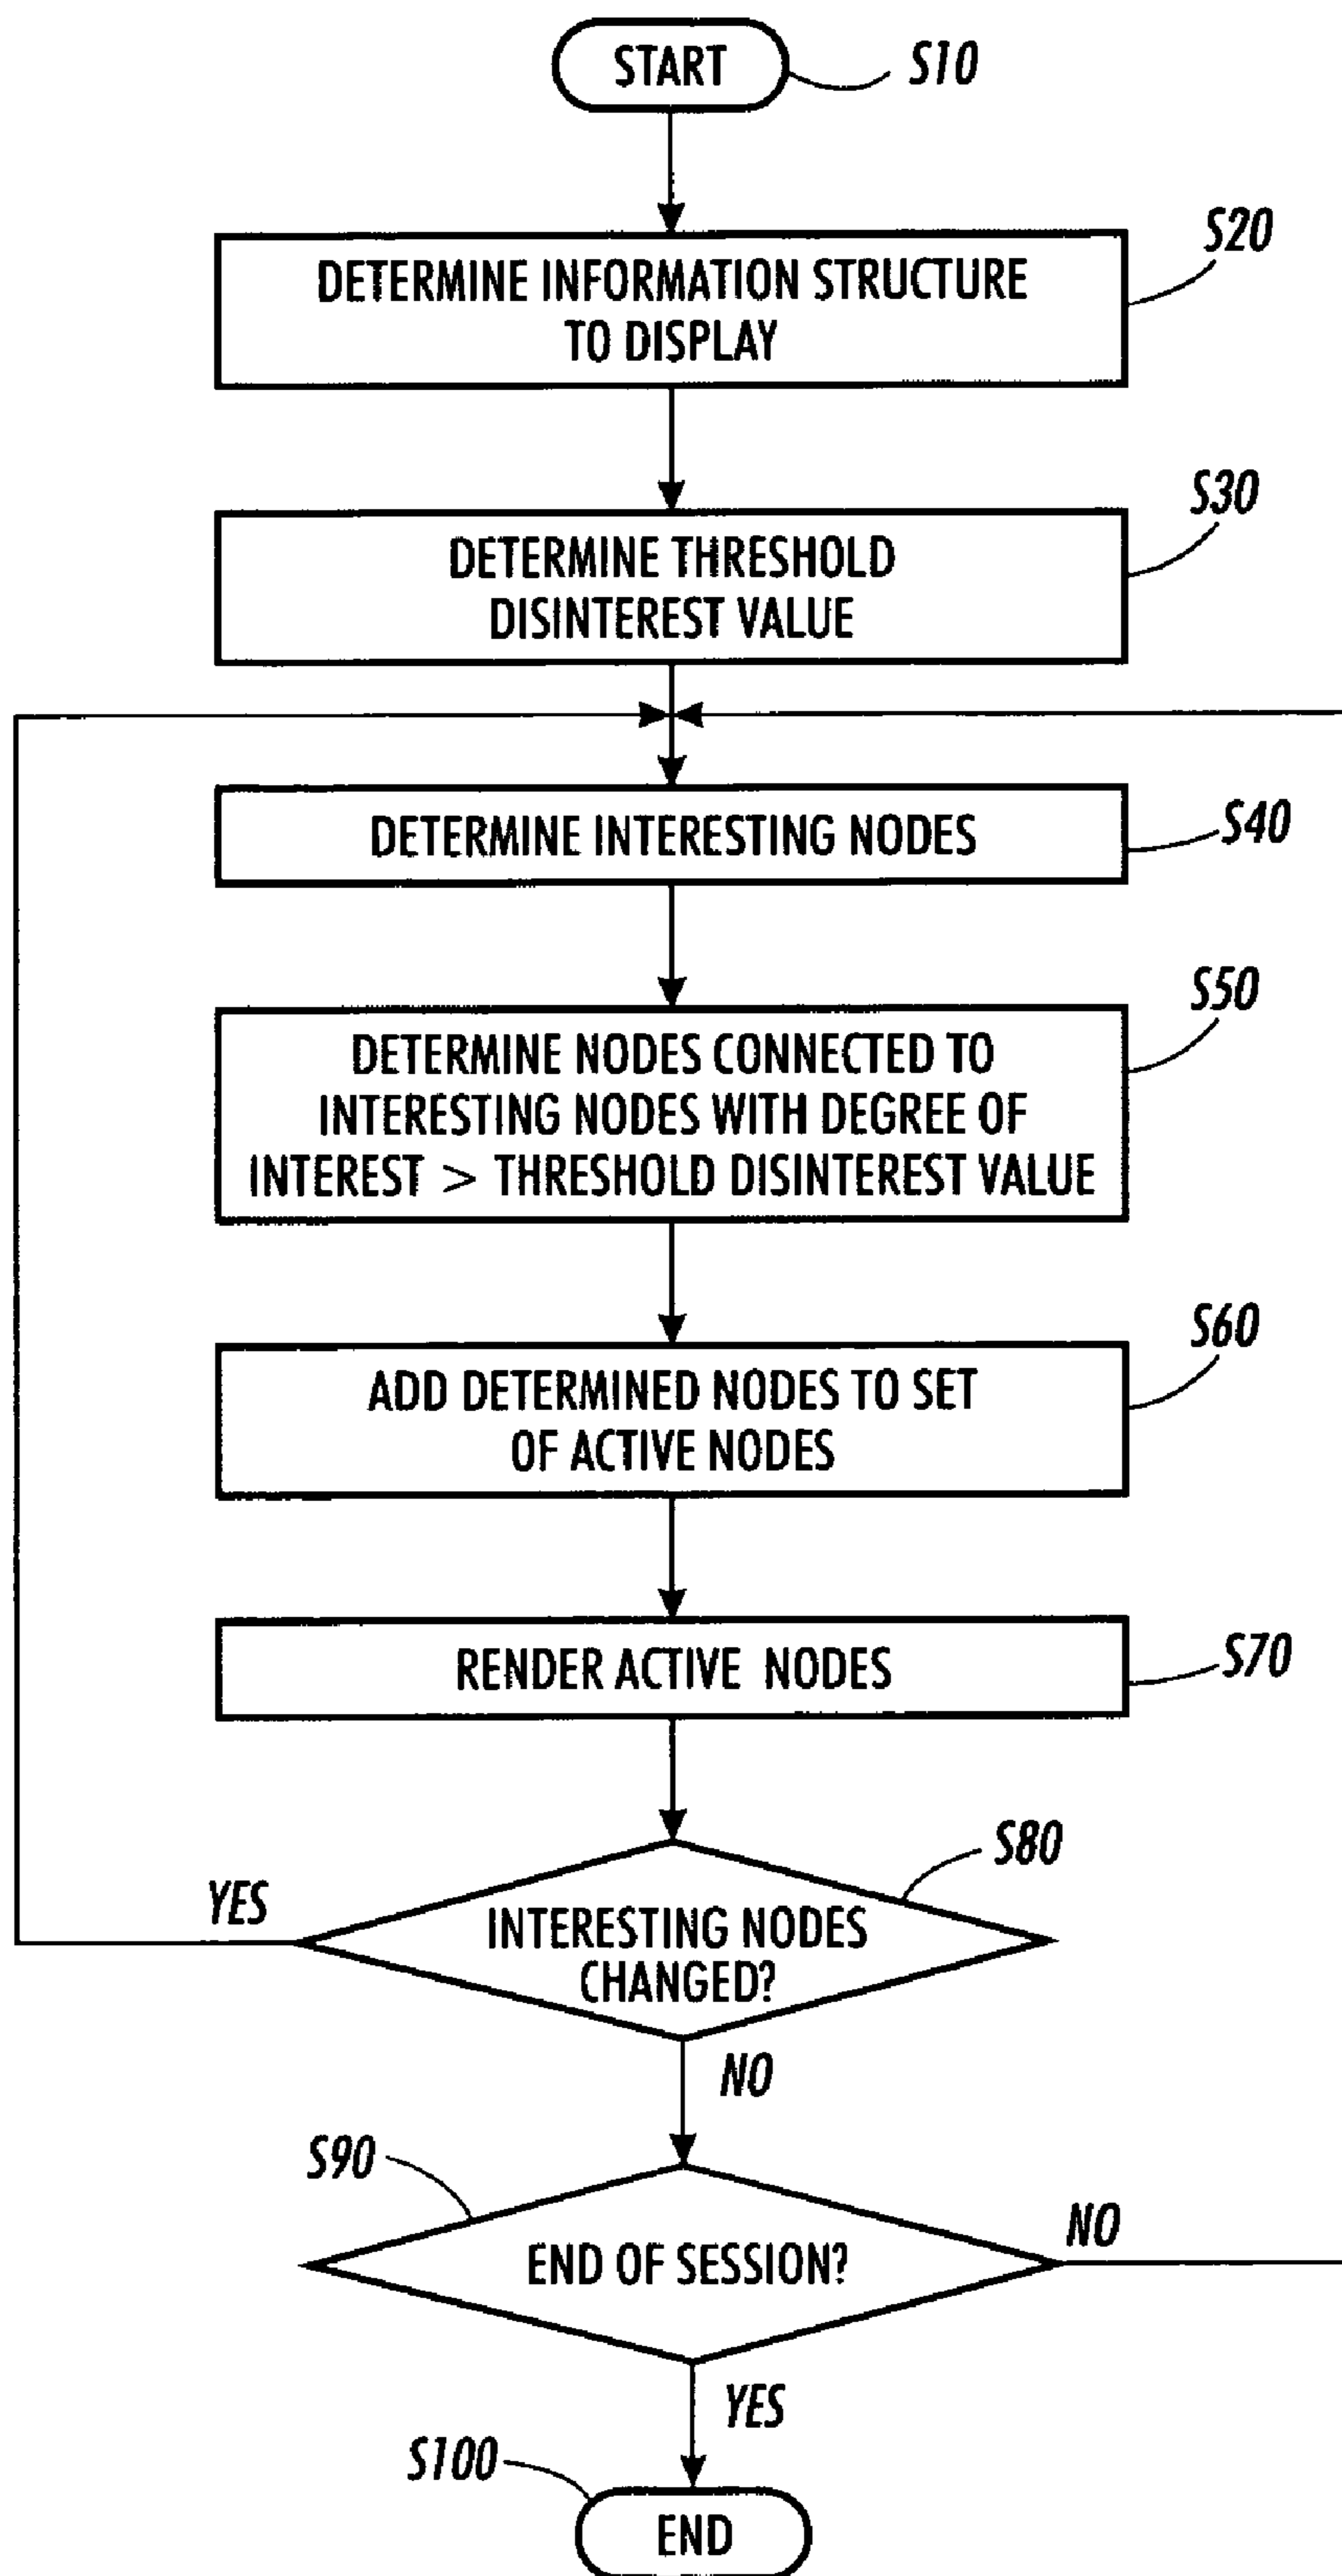 START
S10
S20
DETERMINE INFORMATION STRUCTURE
TO DISPLAY
S30
DETERMINE THRESHOLD
DISINTEREST VALUE
DETERMINE INTERESTING NODES
S40
S50
DETERMINE NODES CONNECTED TO
INTERESTING NODES WITH DEGREE OF
INTEREST > THRESHOLD DISINTEREST VALUE
S60
ADD DETERMINED NODES TO SET
OF ACTIVE NODES
RENDER ACTIVE NODES
S70
S80
YES
INTERESTING NODES
CHANGED?
NO
S90
END OF SESSION?
NO
YES
S100
END